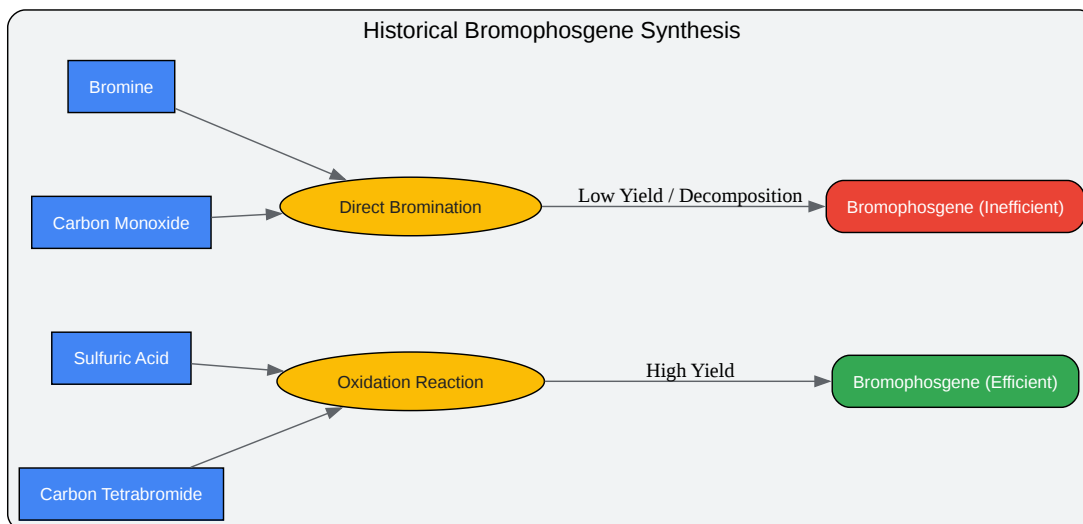 Historical Bromophosgene Synthesis
Bromine
Carbon Monoxide
Direct Bromination
Low Yield / Decomposition
Bromophosgene (Inefficient)
Sulfuric Acid
Carbon Tetrabromide
Oxidation Reaction
High Yield
Bromophosgene (Efficient)